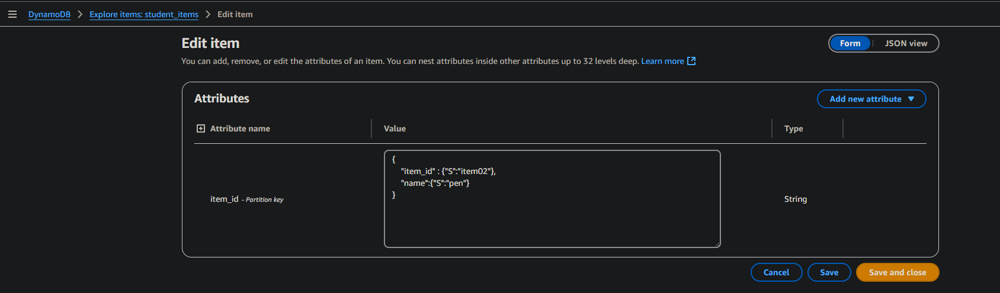 DynamoDB > Explore items: student_items > Edit item
Edit item
Form JSON view
You can add, remove, or edit the attributes of an item. You can nest attributes inside other attributes up to 32 levels deep. Learn more
Attributes
Add new attribute
Attribute name Value Type
{
"item_id" : {"S":"item02"},
"name":{"S":"pen"}
}
item_id - Partition key
String
Cancel Save Save and close